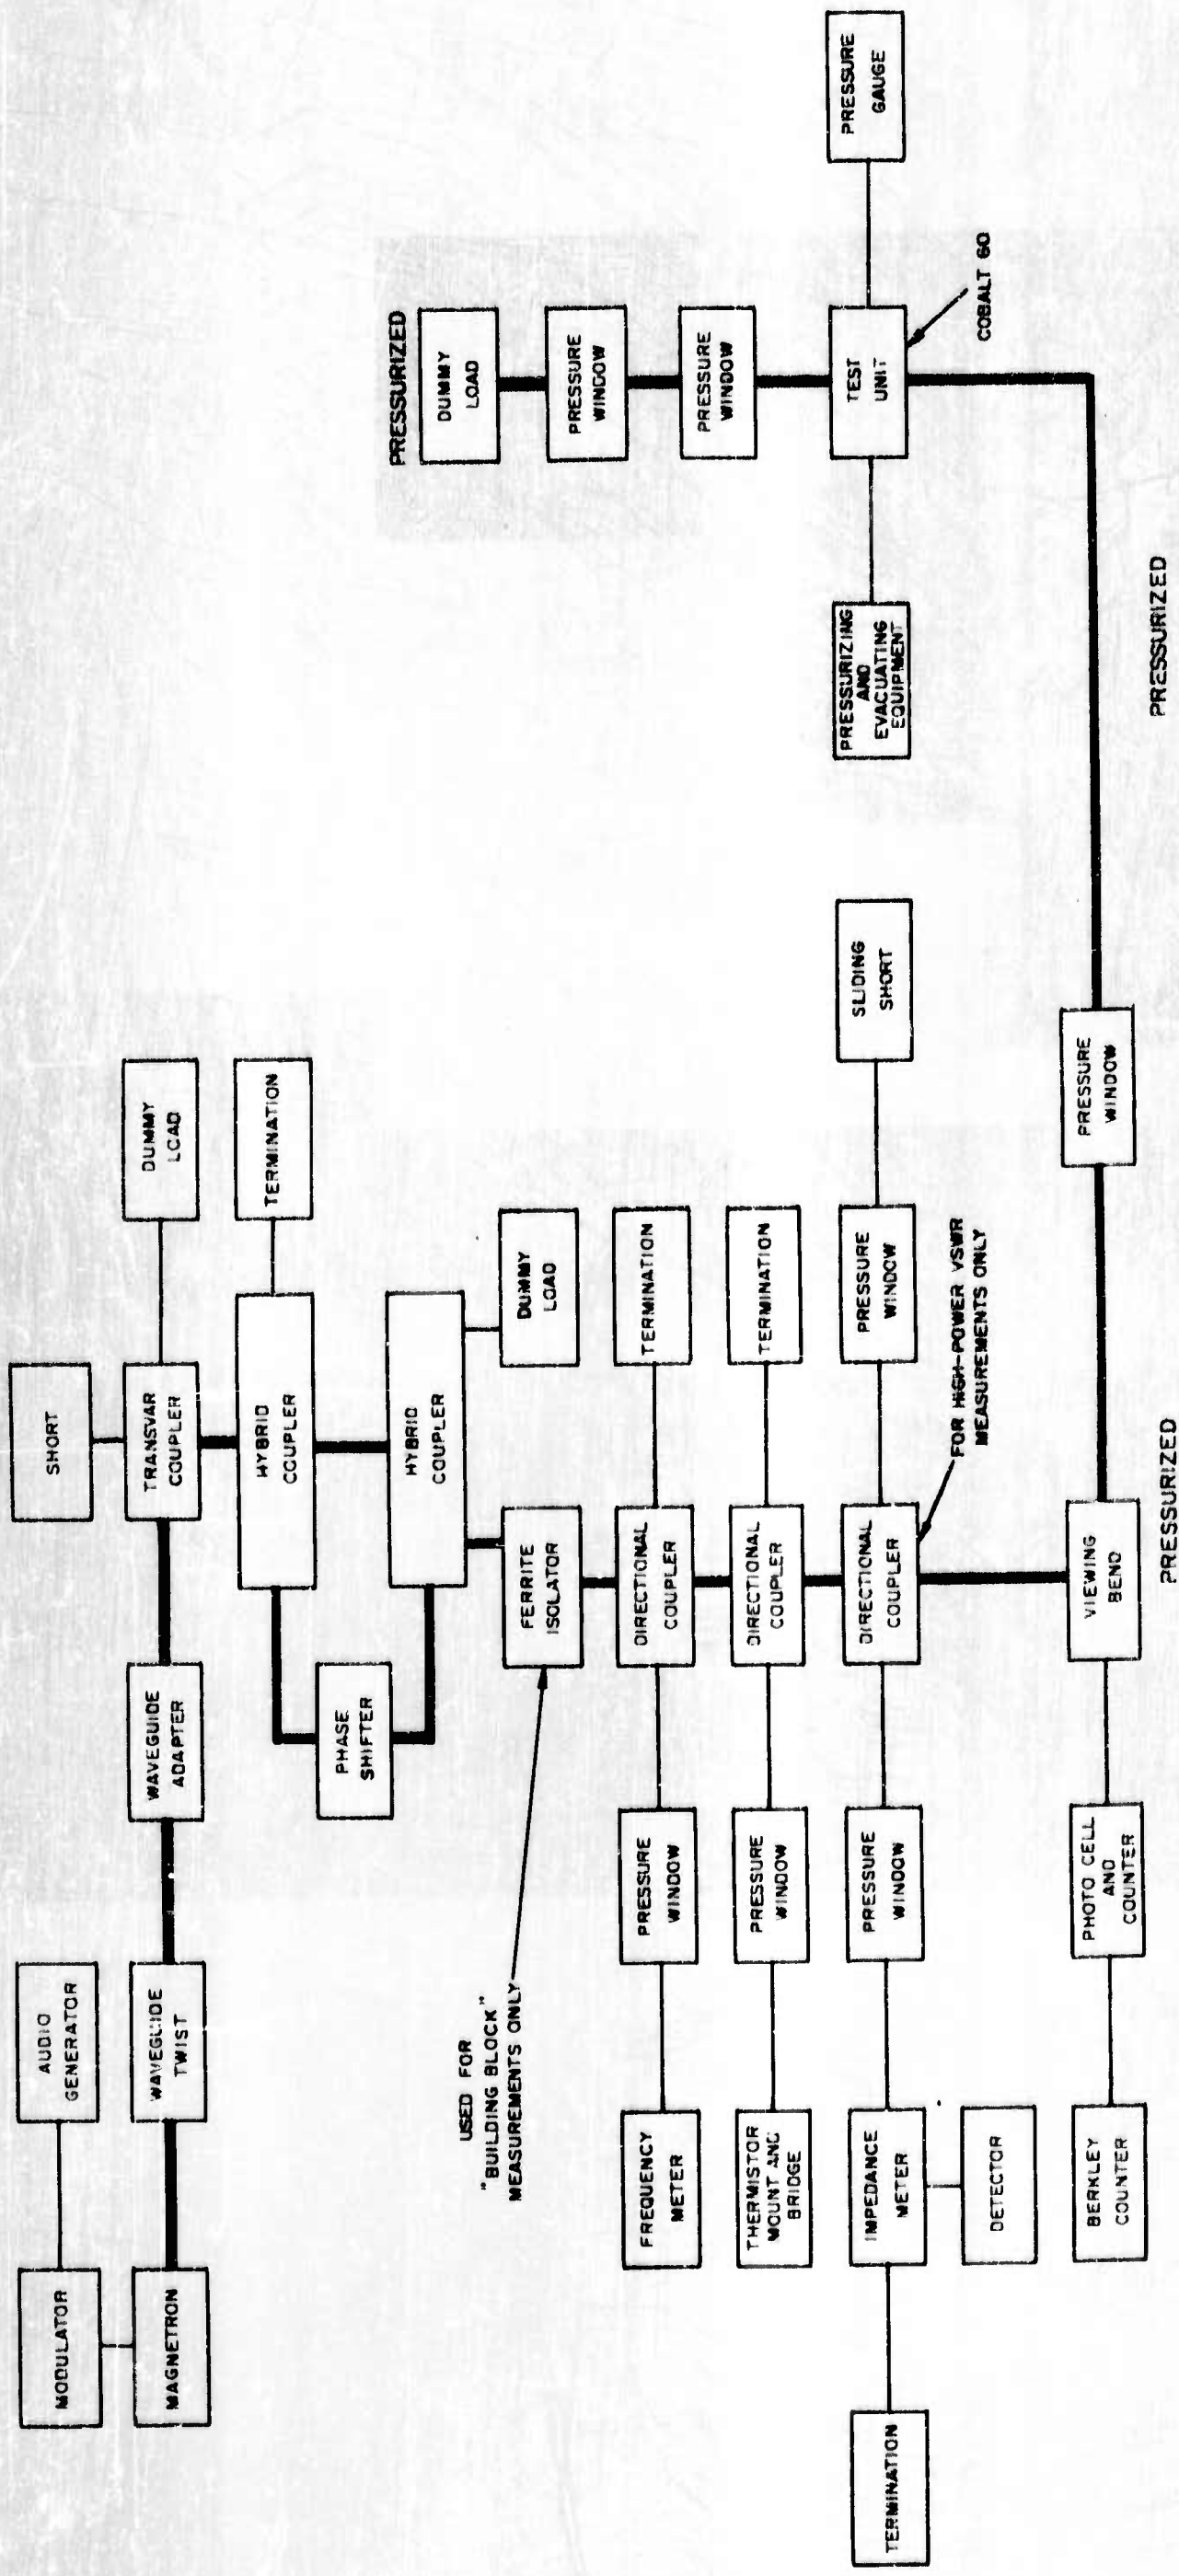 MODULATOR
AUDIO
GENERATOR
SHORT
MAGNETRON
WAVEGUIDE
TWIST
WAVEGUIDE
ADAPTER
TRANSVAR
COUPLER
DUMMY
LOAD
HYBRID
COUPLER
TERMINATION
PHASE
SHIFTER
HYBRID
COUPLER
PRESSURIZED
DUMMY
LOAD
USED FOR
"BUILDING BLOCK"
MEASUREMENTS ONLY
FERRITE
ISOLATOR
DUMMY
LOAD
PRESSURE
WINDOW
FREQUENCY
METER
PRESSURE
WINDOW
DIRECTIONAL
COUPLER
TERMINATION
PRESSURE
WINDOW
THERMISTOR
MOUNT AND
BRIDGE
PRESSURE
WINDOW
DIRECTIONAL
COUPLER
TERMINATION
TERMINATION
IMPEDANCE
METER
PRESSURE
WINDOW
DIRECTIONAL
COUPLER
PRESSURE
WINDOW
SLIDING
SHORT
PRESSURIZING
AND
EVACUATING
EQUIPMENT
TEST
UNIT
PRESSURE
GAUGE
DETECTOR
FOR HIGH-POWER VSWR
MEASUREMENTS ONLY
COBALT 60
BERKLEY
COUNTER
PHOTO CELL
AND
COUNTER
VIEWING
BEND
PRESSURE
WINDOW
PRESSURIZED
PRESSURIZED